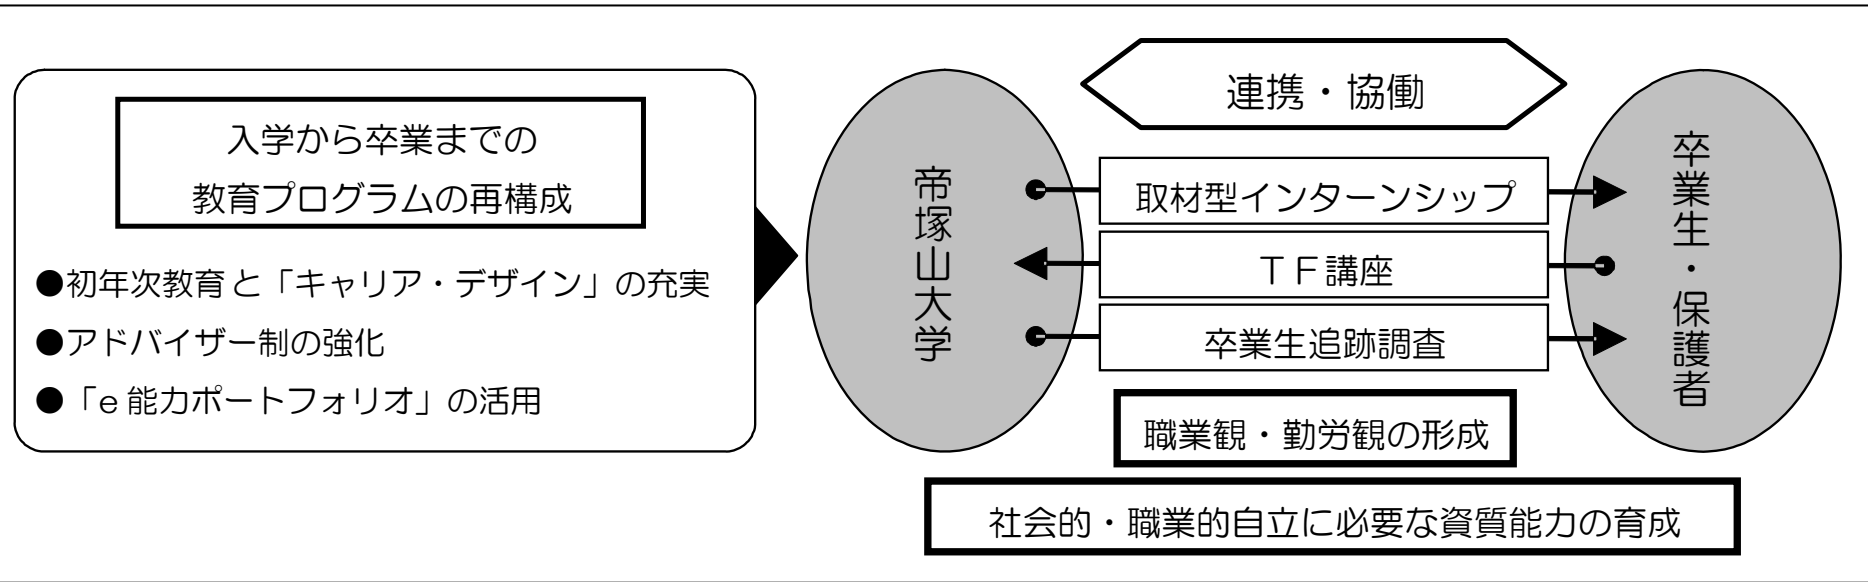 入学から卒業までの
教育プログラムの再構成
●初年次教育と「キャリア・デザイン」の充実
●アドバイザー制の強化
●「e能力ポートフォリオ」の活用
帝塚山大学
連携・協働
取材型インターンシップ
ＴＦ講座
卒業生追跡調査
卒業生・保護者
職業観・勤労観の形成
社会的・職業的自立に必要な資質能力の育成